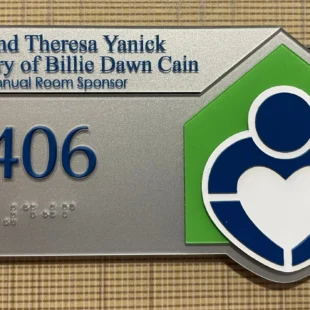 nd Theresa Yanick
ry of Billie Dawn Cain
nnual Room Sponsor
406